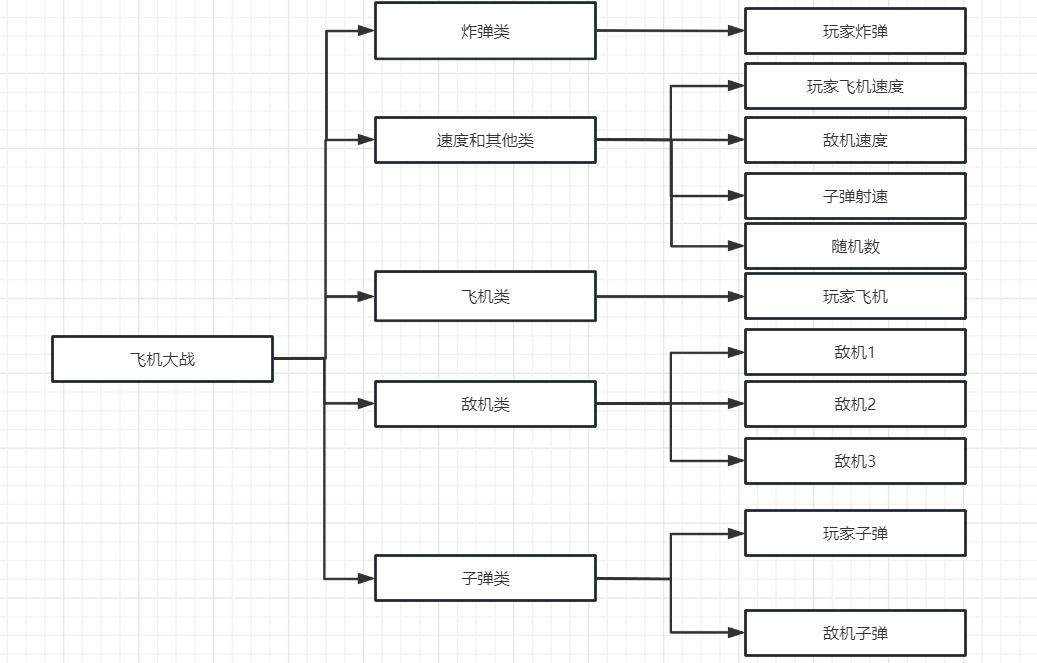 炸弹类
玩家炸弹
玩家飞机速度
速度和其他类
敌机速度
子弹射速
随机数
飞机类
玩家飞机
飞机大战
敌机1
敌机类
敌机2
敌机3
玩家子弹
子弹类
敌机子弹